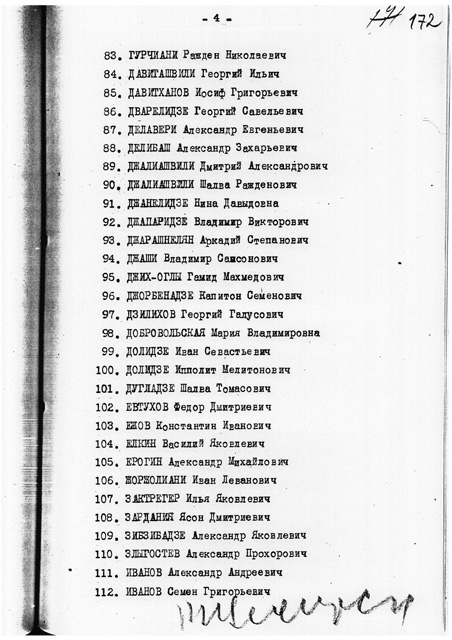 - 4 -
172
83. ГУРЧИАНИ Ражден Николаевич
84. ДАВИТАШВИЛИ Георгий Ильич
85. ДАВИТХАНОВ Иосиф Григорьевич
86. ДВАРЕЛИДЗЕ Георгий Савельевич
87. ДЕЛАВЕРИ Александр Евгеньевич
88. ДЕЛИБАШ Александр Захарьевич
89. ДЖАЛИАШВИЛИ Дмитрий Александрович
90. ДЖАЛИАШВИЛИ Шалва Ражденович
91. ДЖАНЕЛИДЗЕ Нина Давыдовна
92. ДЖАПАРИДЗЕ Владимир Викторович
93. ДЖАРАШНЕЛЯН Аркадий Степанович
94. ДЖАШИ Владимир Самсонович
95. ДЖИХ-ОГЛЫ Гамид Махмедович
96. ДЖОРБЕНАДЗЕ Капитон Семенович
97. ДЗИЛИХОВ Георгий Гадусович
98. ДОБРОВОЛЬСКАЯ Мария Владимировна
99. ДОЛИДЗЕ Иван Севастьевич
100. ДОЛИДЗЕ Ипполит Мелитонович
101. ДУГЛАДЗЕ Шалва Томасович
102. ЕВТУХОВ Федор Дмитриевич
103. ЕЖОВ Константин Иванович
104. ЕЛКИН Василий Яковлевич
105. ЕРОГИН Александр Михайлович
106. ЖОРЖОЛИАНИ Иван Леванович
107. ЗАКТРЕГЕР Илья Яковлевич
108. ЗАРДАНИЯ Ясон Дмитриевич
109. ЗИБЗИБАДЗЕ Александр Яковлевич
110. ЗЛЫГОСТЕВ Александр Прохорович
111. ИВАНОВ Александр Андреевич
112. ИВАНОВ Семен Григорьевич